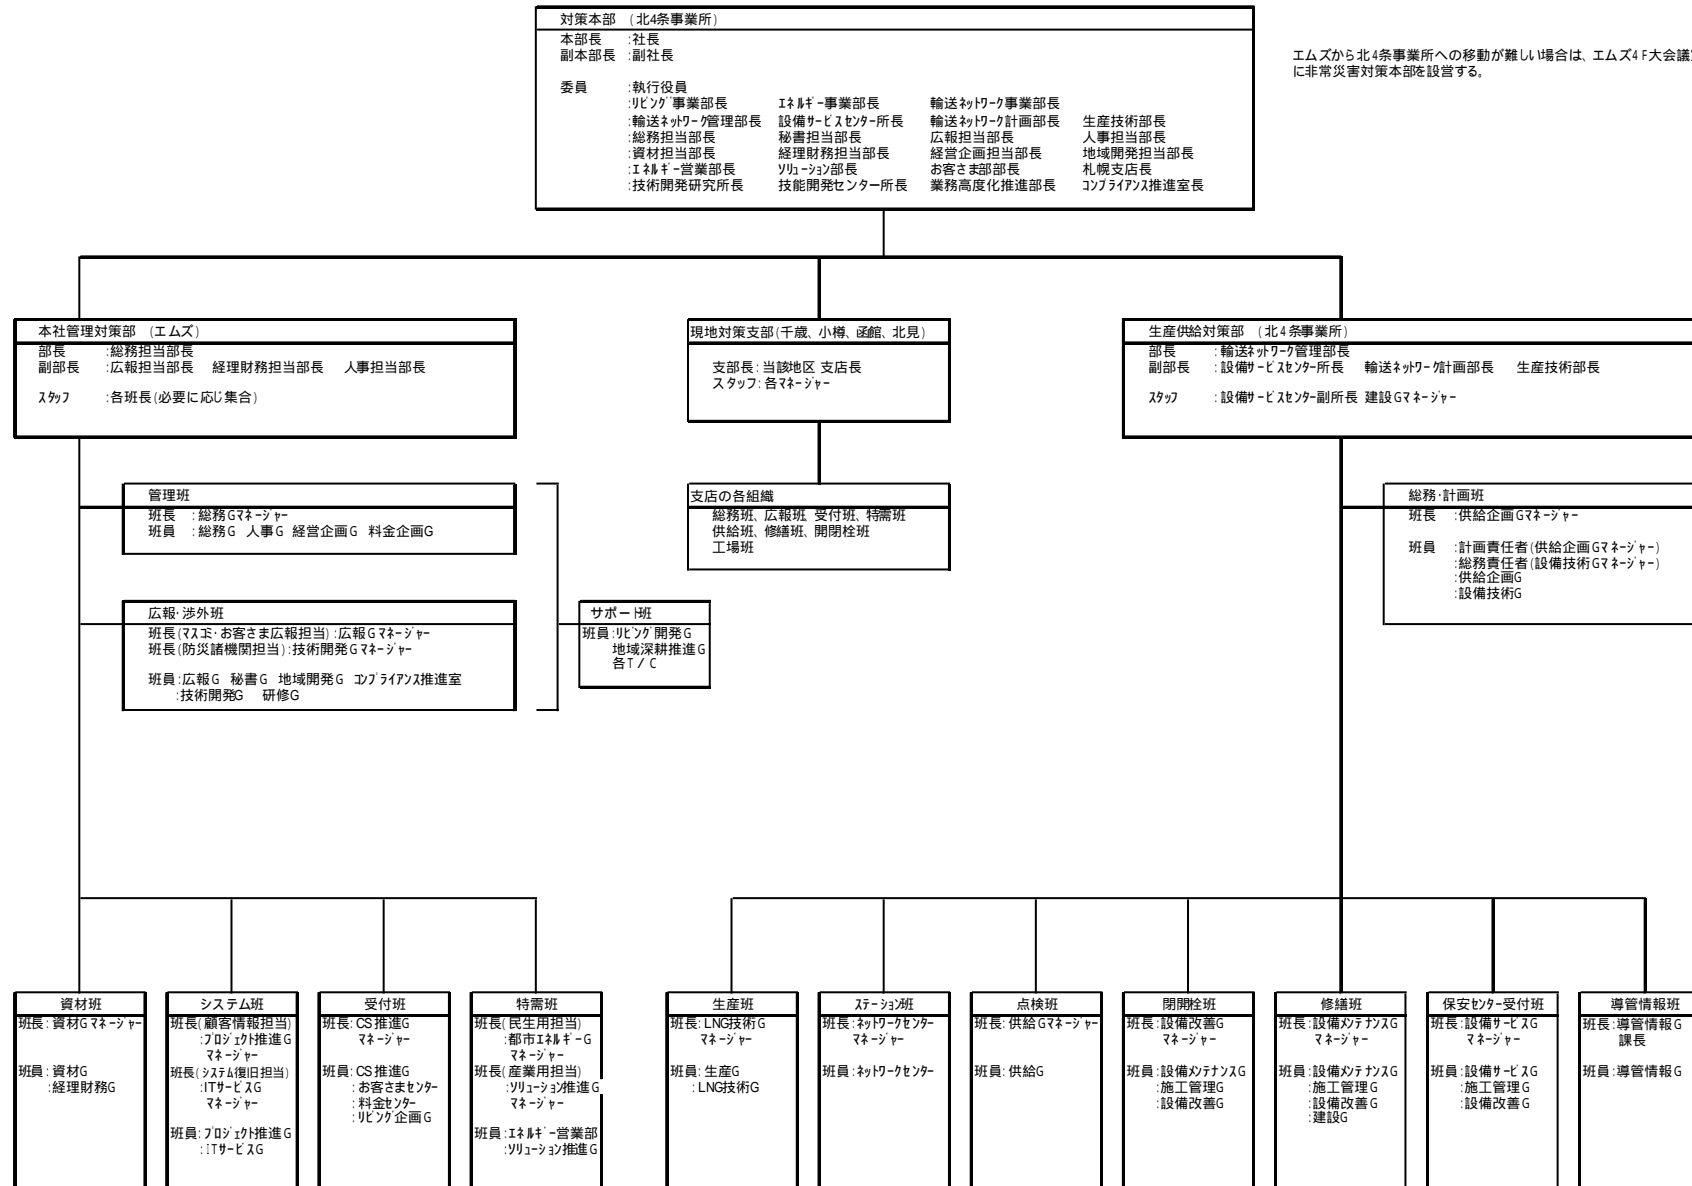 対策本部 (北4条事業所)
本部長 :社長
副本部長 :副社長
委員 :執行役員
:リビング事業部長 エネルギー事業部長 輸送ネットワーク事業部長
:輸送ネットワーク管理部長 設備サービスセンター所長 輸送ネットワーク計画部長 生産技術部長
:総務担当部長 秘書担当部長 広報担当部長 人事担当部長
:資材担当部長 経理財務担当部長 経営企画担当部長 地域開発担当部長
:エネルギー営業部長 ソリューション部長 お客さま部部長 札幌支店長
:技術開発研究所長 技能開発センター所長 業務高度化推進部長 コンプライアンス推進室長
エムズから北4条事業所への移動が難しい場合は、エムズ4F大会議
に非常災害対策本部を設営する。
本社管理対策部 (エムズ)
部長 :総務担当部長
副部長 :広報担当部長 経理財務担当部長 人事担当部長
スタッフ :各班長(必要に応じ集合)
現地対策支部(千歳、小樽、函館、北見)
支部長:当該地区 支店長
スタッフ:各マネージャー
生産供給対策部 (北4条事業所)
部長 :輸送ネットワーク管理部長
副部長 :設備サービスセンター所長 輸送ネットワーク計画部長 生産技術部長
スタッフ :設備サービスセンター副所長 建設Gマネージャー
管理班
班長 :総務Gマネージャー
班員 :総務G 人事G 経営企画G 料金企画G
支店の各組織
総務班、広報班、受付班、特需班
供給班、修繕班、開閉栓班
工場班
総務・計画班
班長 :供給企画Gマネージャー
班員 :計画責任者(供給企画Gマネージャー)
:総務責任者(設備技術Gマネージャー)
:供給企画G
:設備技術G
広報・渉外班
班長(マスコミ・お客さま広報担当):広報Gマネージャー
班長(防災諸機関担当):技術開発Gマネージャー
班員:広報G 秘書G 地域開発G コンプライアンス推進室
:技術開発G 研修G
サポート班
班員:リビング開発G
地域深耕推進G
各T/C
資材班
班長:資材Gマネージャー
班員:資材G
:経理財務G
システム班
班長(顧客情報担当)
:プロジェクト推進G
マネージャー
班長(システム復旧担当)
:ITサービスG
マネージャー
班員:プロジェクト推進G
:ITサービスG
受付班
班長:CS推進G
マネージャー
班員:CS推進G
:お客さまセンター
:料金センター
:リビング企画G
特需班
班長(民生用担当)
:都市エネルギーG
マネージャー
班長(産業用担当)
:ソリューション推進G
マネージャー
班員:エネルギー営業部
:ソリューション推進G
生産班
班長:LNG技術G
マネージャー
班員:生産G
:LNG技術G
ステーション班
班長:ネットワークセンター
マネージャー
班員:ネットワークセンター
点検班
班長:供給Gマネージャー
班員:供給G
閉開栓班
班長:設備改善G
マネージャー
班員:設備メンテナンスG
:施工管理G
:設備改善G
修繕班
班長:設備メンテナンスG
マネージャー
班員:設備メンテナンスG
:施工管理G
:設備改善G
:建設G
保安センター受付班
班長:設備サービスG
マネージャー
班員:設備サービスG
:施工管理G
:設備改善G
導管情報班
班長:導管情報G
課長
班員:導管情報G